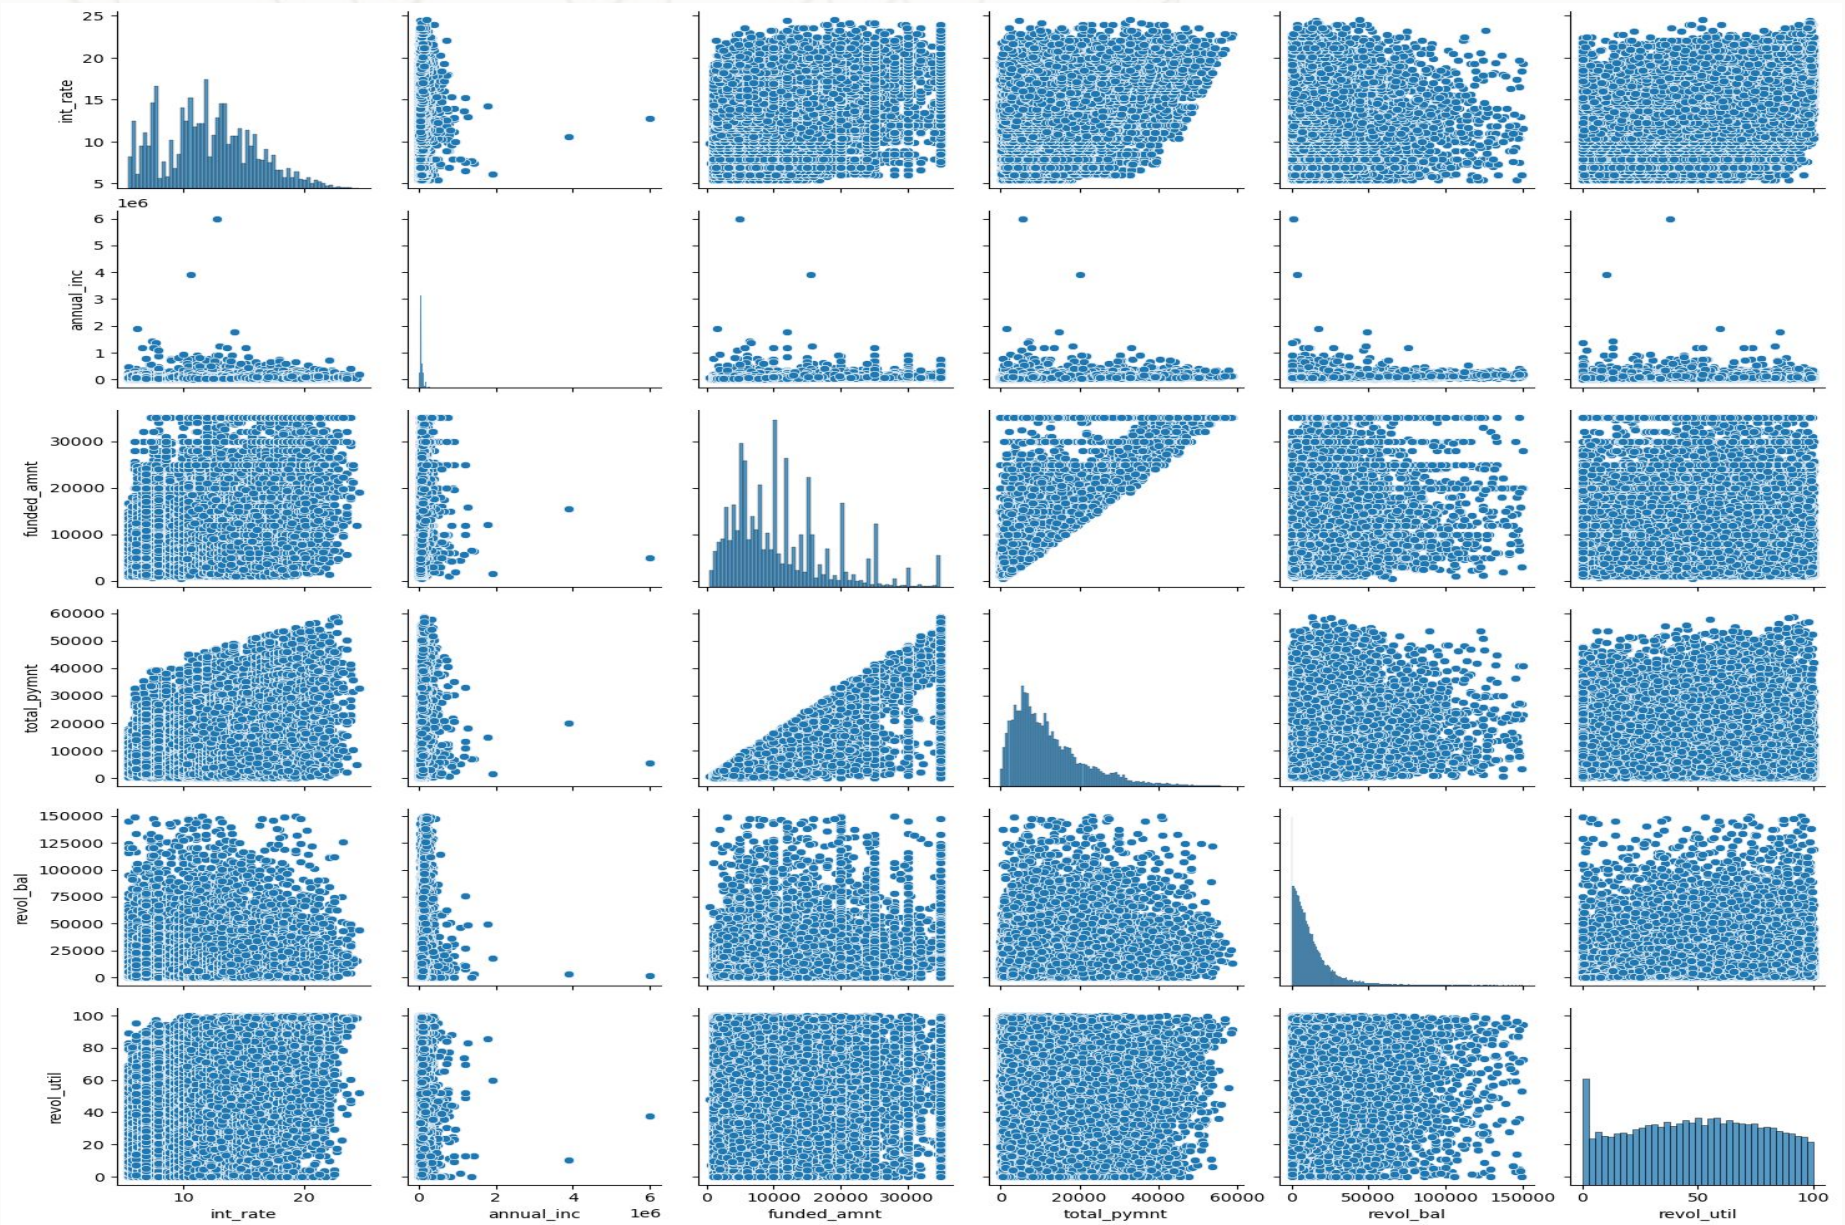 25
20
15
10
5
int_rate
1e6
6
5
4
3
2
1
0
annual_inc
30000
20000
10000
0
funded_amnt
60000
50000
40000
30000
20000
10000
0
total_pymnt
150000
125000
100000
75000
50000
25000
0
revol_bal
100
80
60
40
20
0
revol_util
10 20
int_rate
0 2 4 6
annual_inc 1e6
0 10000 20000 30000
funded_amnt
0 20000 40000 60000
total_pymnt
0 50000 100000 150000
revol_bal
0 50 100
revol_util